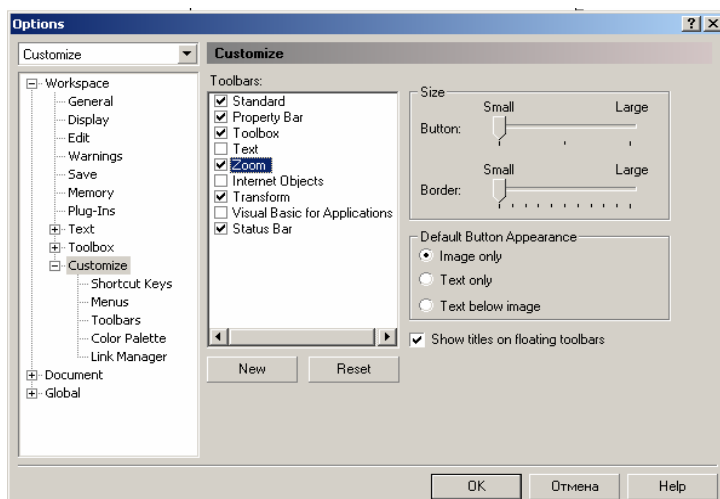 Options
Customize
Workspace
General
Display
Edit
Warnings
Save
Memory
Plug-Ins
Text
Toolbox
Customize
Shortcut Keys
Menus
Toolbars
Color Palette
Link Manager
Document
Global
Customize
Toolbars:
Standard
Property Bar
Toolbox
Text
Zoom
Internet Objects
Transform
Visual Basic for Applications
Status Bar
New Reset
Size
Small Large
Button:
Small Large
Border:
Default Button Appearance
Image only
Text only
Text below image
Show titles on floating toolbars
OK Отмена Help